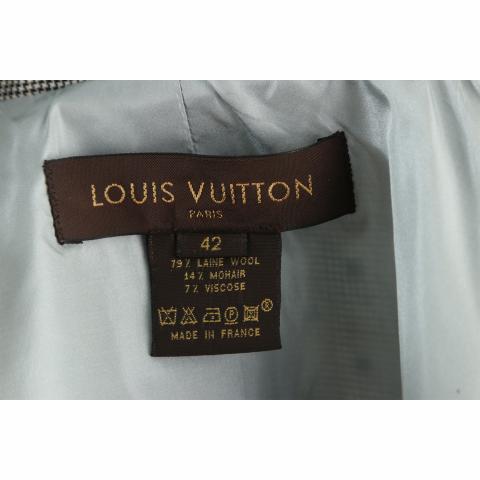 LOUIS VUITTON
PARIS
42
79% LAINE WOOL
14% MOHAIR
7% VISCOSE
P ®
MADE IN FRANCE